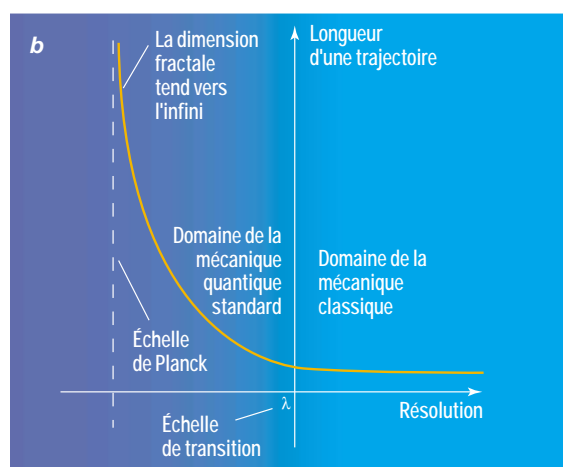 b
La dimension
fractale
tend vers
l'infini
Longueur
d'une trajectoire
Domaine de la
mécanique
quantique
standard
Domaine de la
mécanique
classique
Échelle
de Planck
λ
Résolution
Échelle
de transition